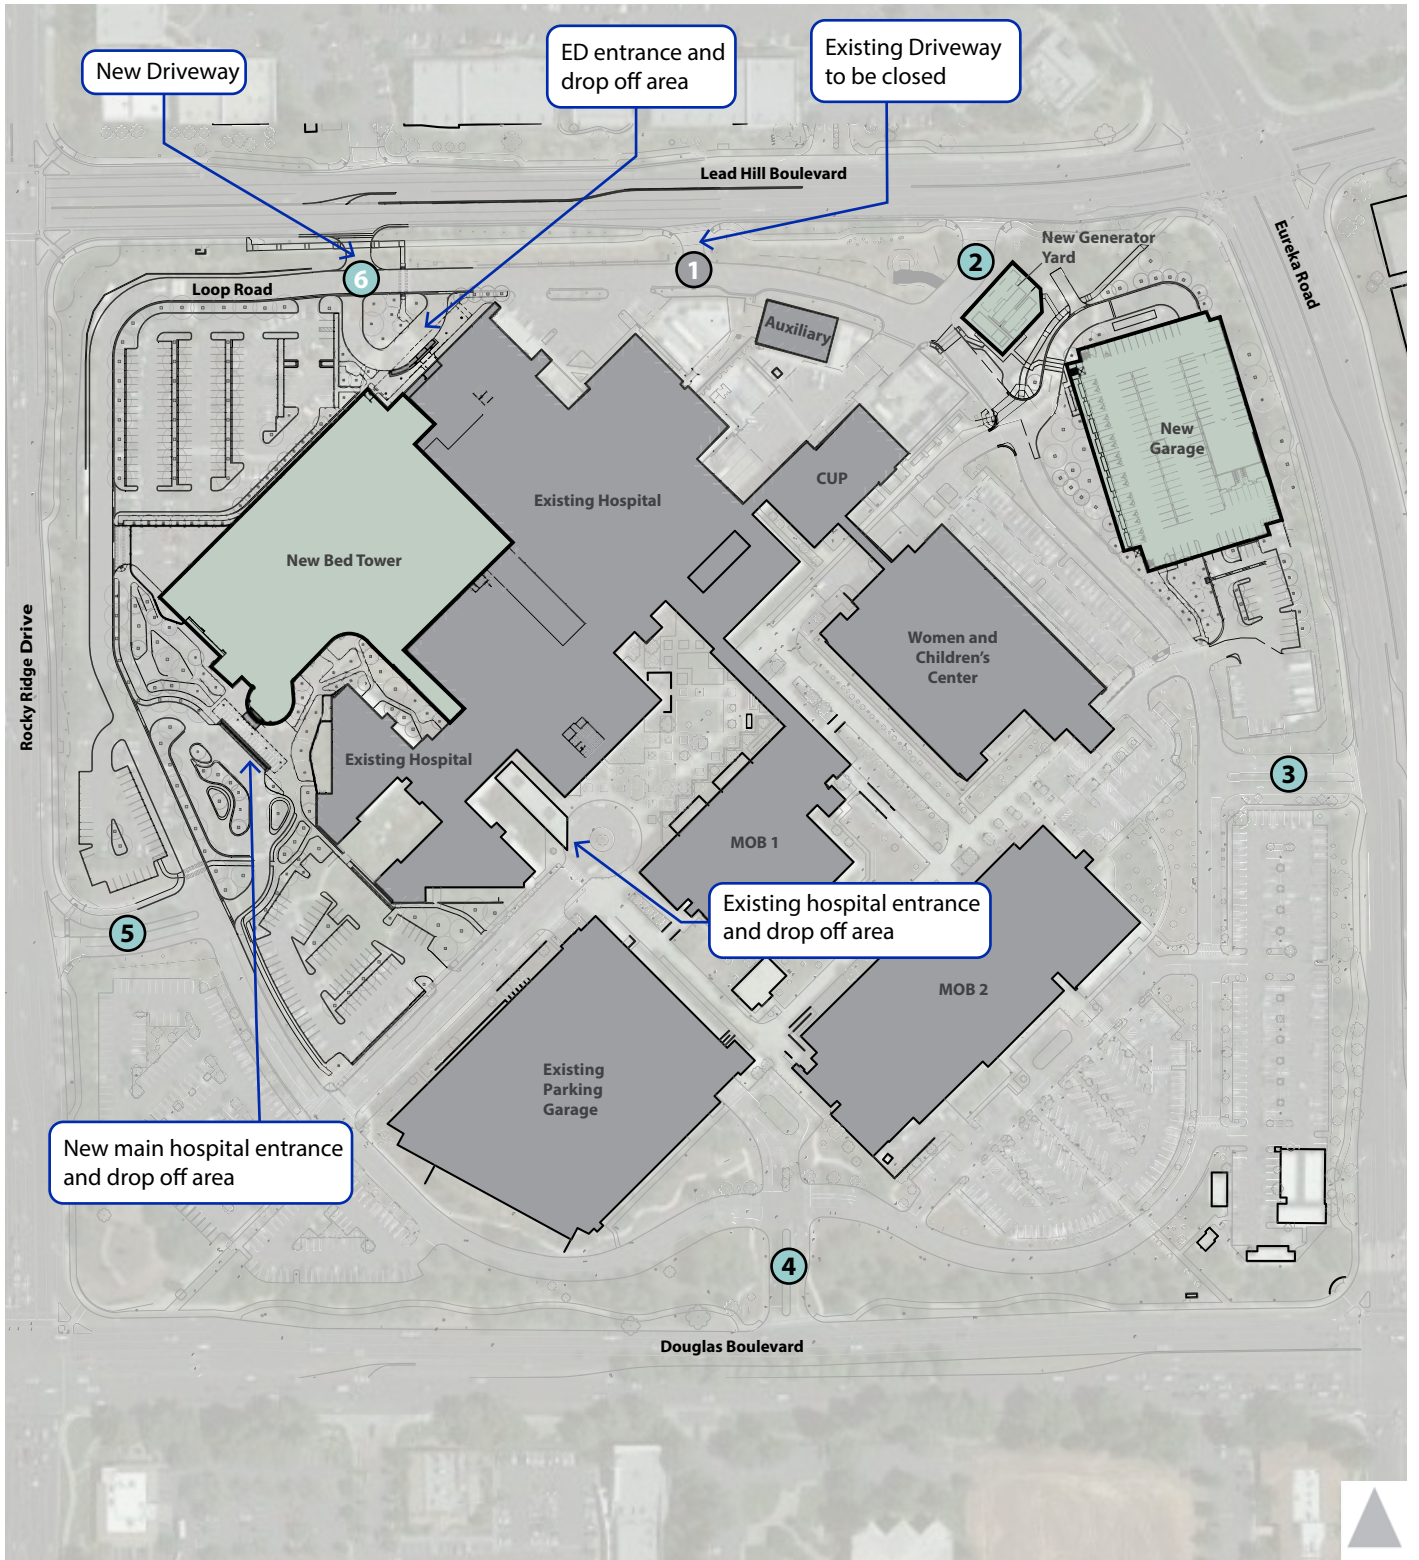 New Driveway
ED entrance and
drop off area
Existing Driveway
to be closed
Lead Hill Boulevard
Eureka Road
New Generator
Yard
2
1
6
Loop Road
Auxiliary
New
Garage
CUP
Existing Hospital
New Bed Tower
Rocky Ridge Drive
Women and
Children's
Center
Existing Hospital
3
MOB 1
Existing hospital entrance
and drop off area
5
MOB 2
Existing
Parking
Garage
New main hospital entrance
and drop off area
4
Douglas Boulevard